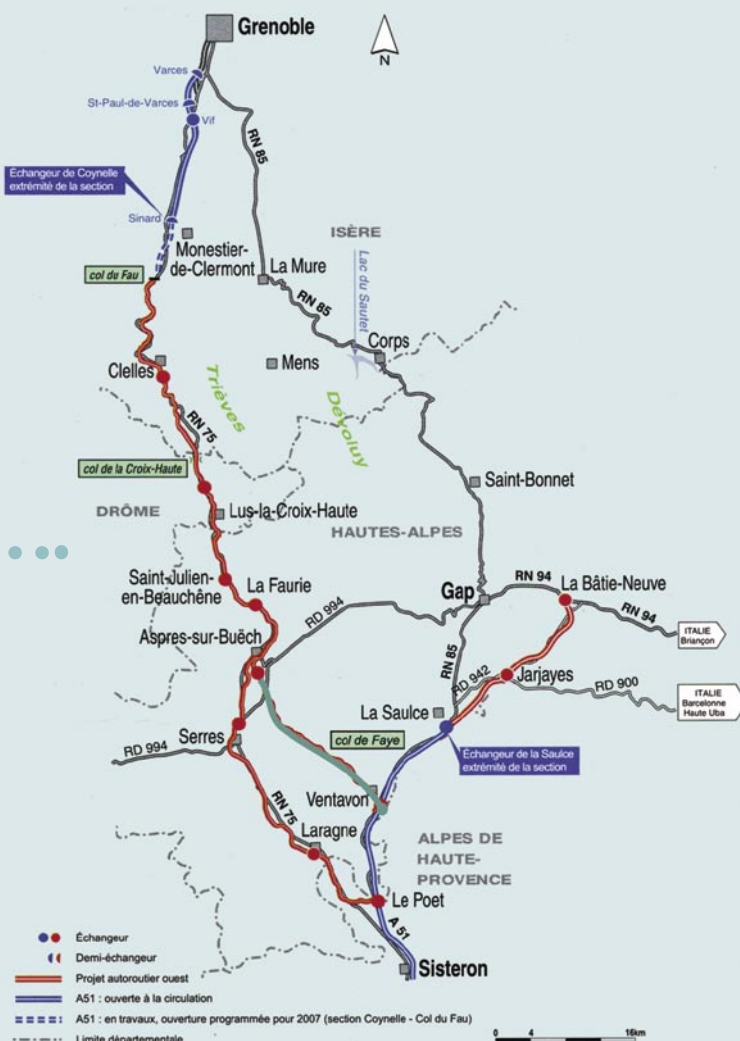 Grenoble
N
Varces
St-Paul-de-Varces
Vif
RN 85
Échangeur de Coynelle
extrémité de la section
Sinard
ISÈRE
Monestier-
de-Clermont
La Mure
Lac du Sautet
col du Fau
RN 85
Corps
Clelles
Mens
Trièves
Dévoluy
RN 75
col de la Croix-Haute
Saint-Bonnet
DRÔME
Lus-la-Croix-Haute
HAUTES-ALPES
Saint-Julien-
en-Beauchêne
La Faurie
Gap
RN 94
La Bâtie-Neuve
RN 94
RD 994
Aspres-sur-Buëch
ITALIE
Briançon
RN 85
RD 942
Jarjayes
RD 900
ITALIE
Barcelonne
Haute Uba
La Saulce
Serres
col de Faye
RD 994
Échangeur de la Saulce
extrémité de la section
Ventavon
RN 75
Laragne
ALPES DE
HAUTE-
PROVENCE
Le Poet
A 51
Sisteron
Échangeur
Demi-échangeur
Projet autoroutier ouest
A51 : ouverte à la circulation
A51 : en travaux, ouverture programmée pour 2007 (section Coynelle - Col du Fau)
Limite départementale
0 4 16km